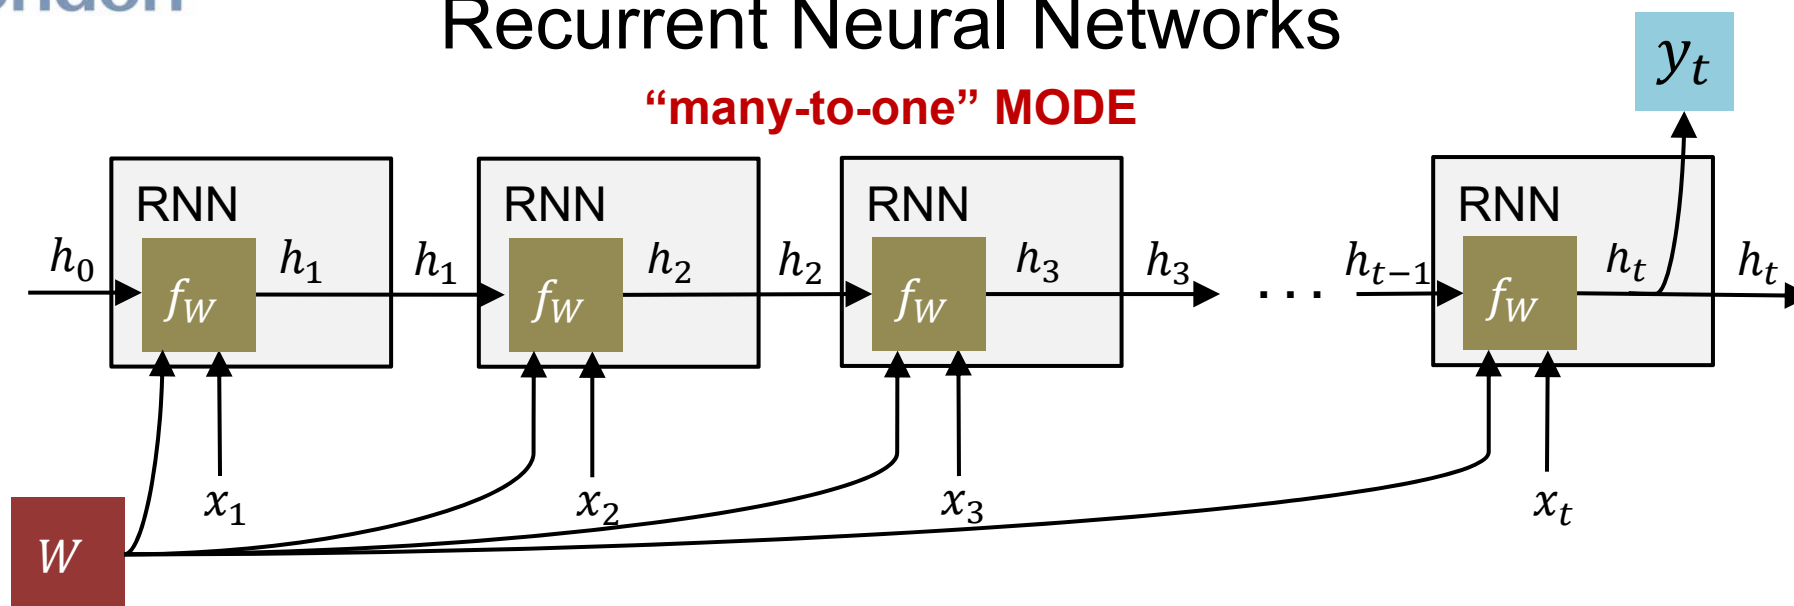 Recurrent Neural Networks
“many-to-one” MODE
y_t
RNN RNN RNN RNN
h_0 h_1 h_1 h_2 h_2 h_3 h_3 ... h_{t-1} h_t h_t
f_W f_W f_W f_W
x_1 x_2 x_3 x_t
W